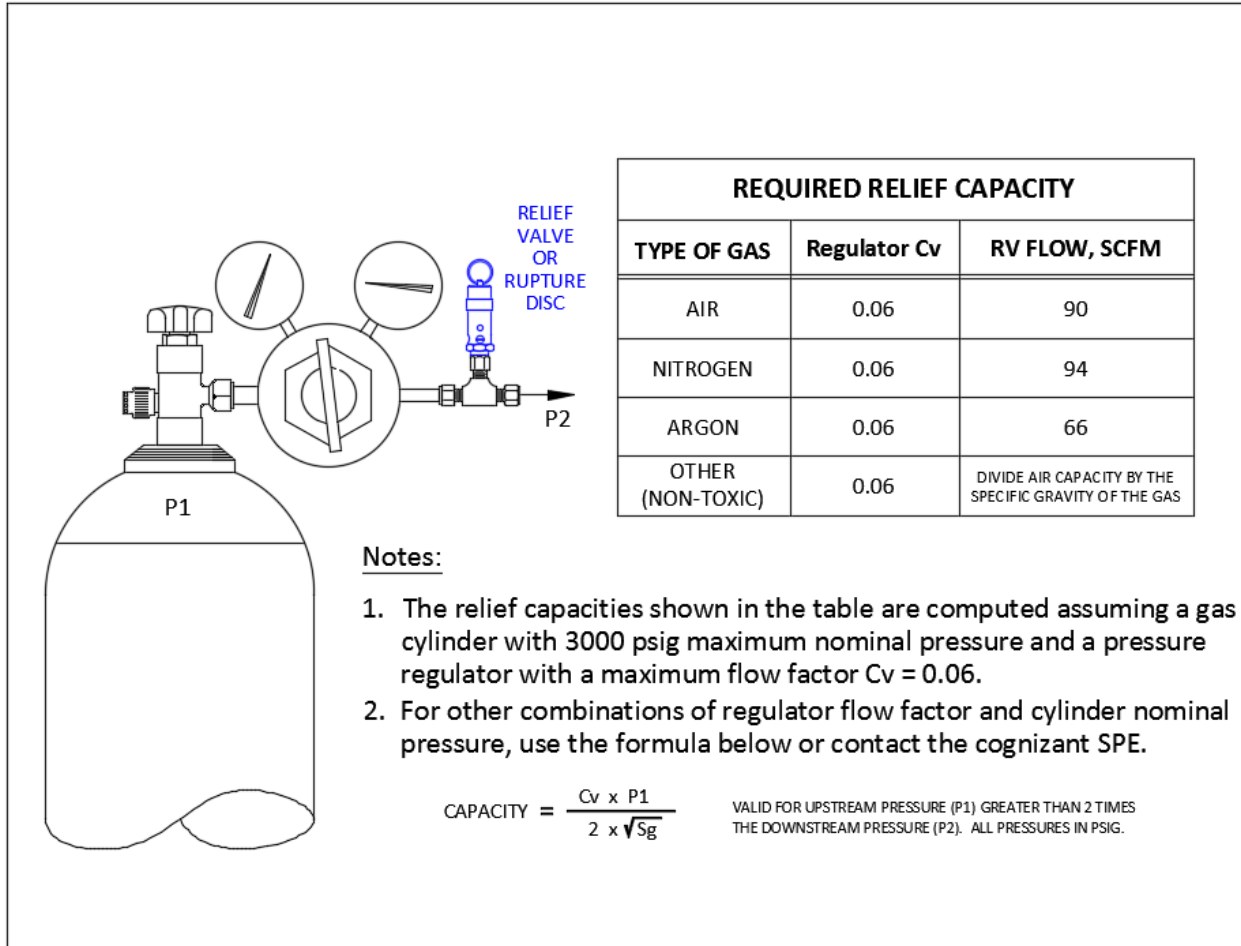 RELIEF
VALVE
OR
RUPTURE
DISC
P2
P1
REQUIRED RELIEF CAPACITY
TYPE OF GAS Regulator Cv RV FLOW, SCFM
AIR 0.06 90
NITROGEN 0.06 94
ARGON 0.06 66
OTHER
(NON-TOXIC) 0.06 DIVIDE AIR CAPACITY BY THE
SPECIFIC GRAVITY OF THE GAS
Notes:
1. The relief capacities shown in the table are computed assuming a gas
cylinder with 3000 psig maximum nominal pressure and a pressure
regulator with a maximum flow factor Cv = 0.06.
2. For other combinations of regulator flow factor and cylinder nominal
pressure, use the formula below or contact the cognizant SPE.
CAPACITY = Cv x P1
2 x √Sg
VALID FOR UPSTREAM PRESSURE (P1) GREATER THAN 2 TIMES
THE DOWNSTREAM PRESSURE (P2). ALL PRESSURES IN PSIG.